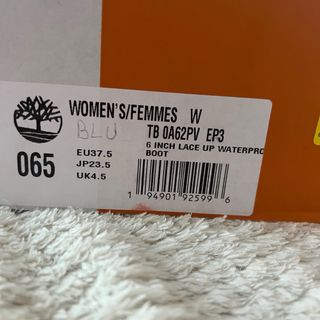 WOMEN'S/FEMMES W
BLU TB 0A62PV EP3
6 INCH LACE UP WATERPRO
BOOT
065
EU37.5
JP23.5
UK4.5
1 94901 92599 6